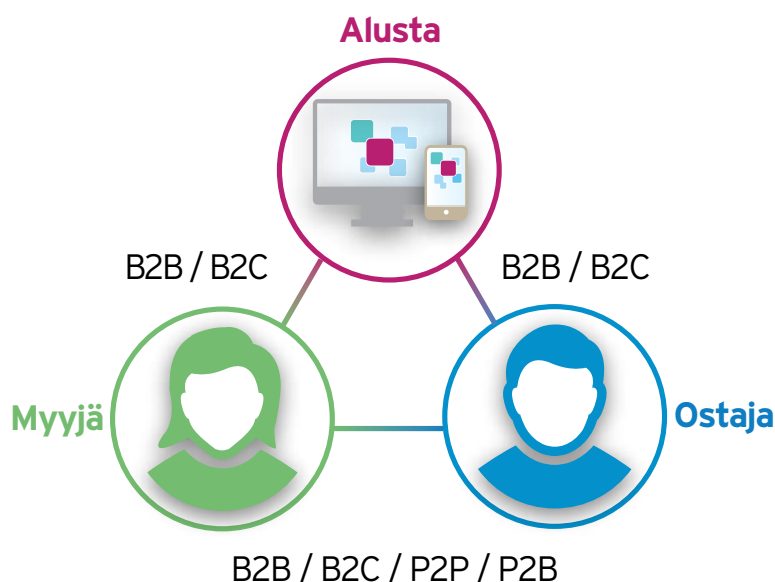 Alusta
B2B / B2C
B2B / B2C
Myyjä
Ostaja
B2B / B2C / P2P / P2B